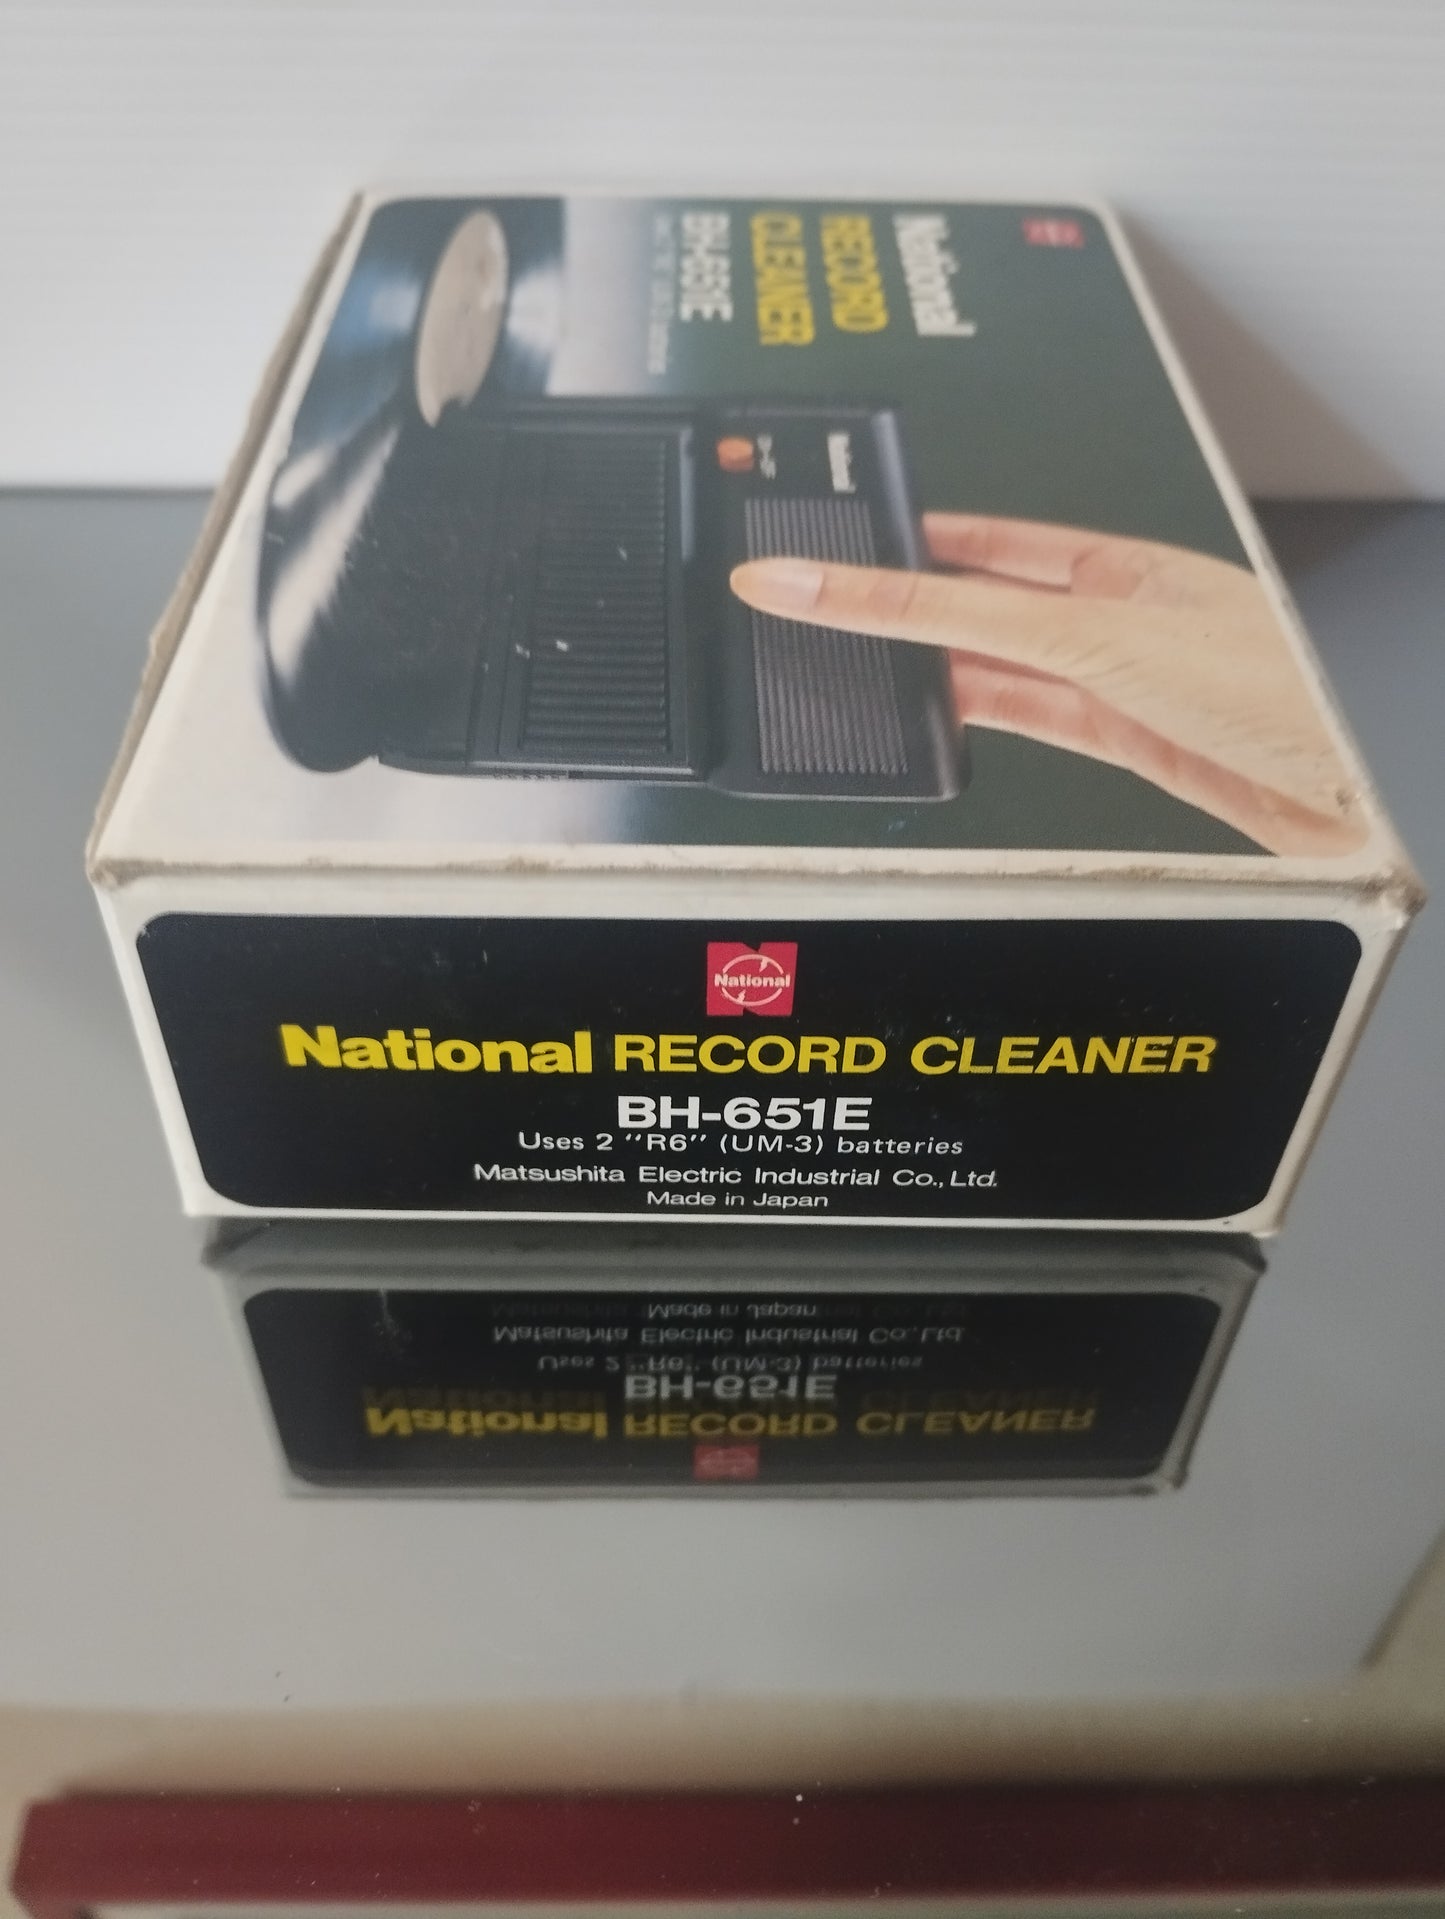 National
RECORD
CLEANER
BH-651E
National
National
National RECORD CLEANER
BH-651E
Uses 2 “R6” (UM-3) batteries
Matsushita Electric Industrial Co., Ltd.
Made in Japan